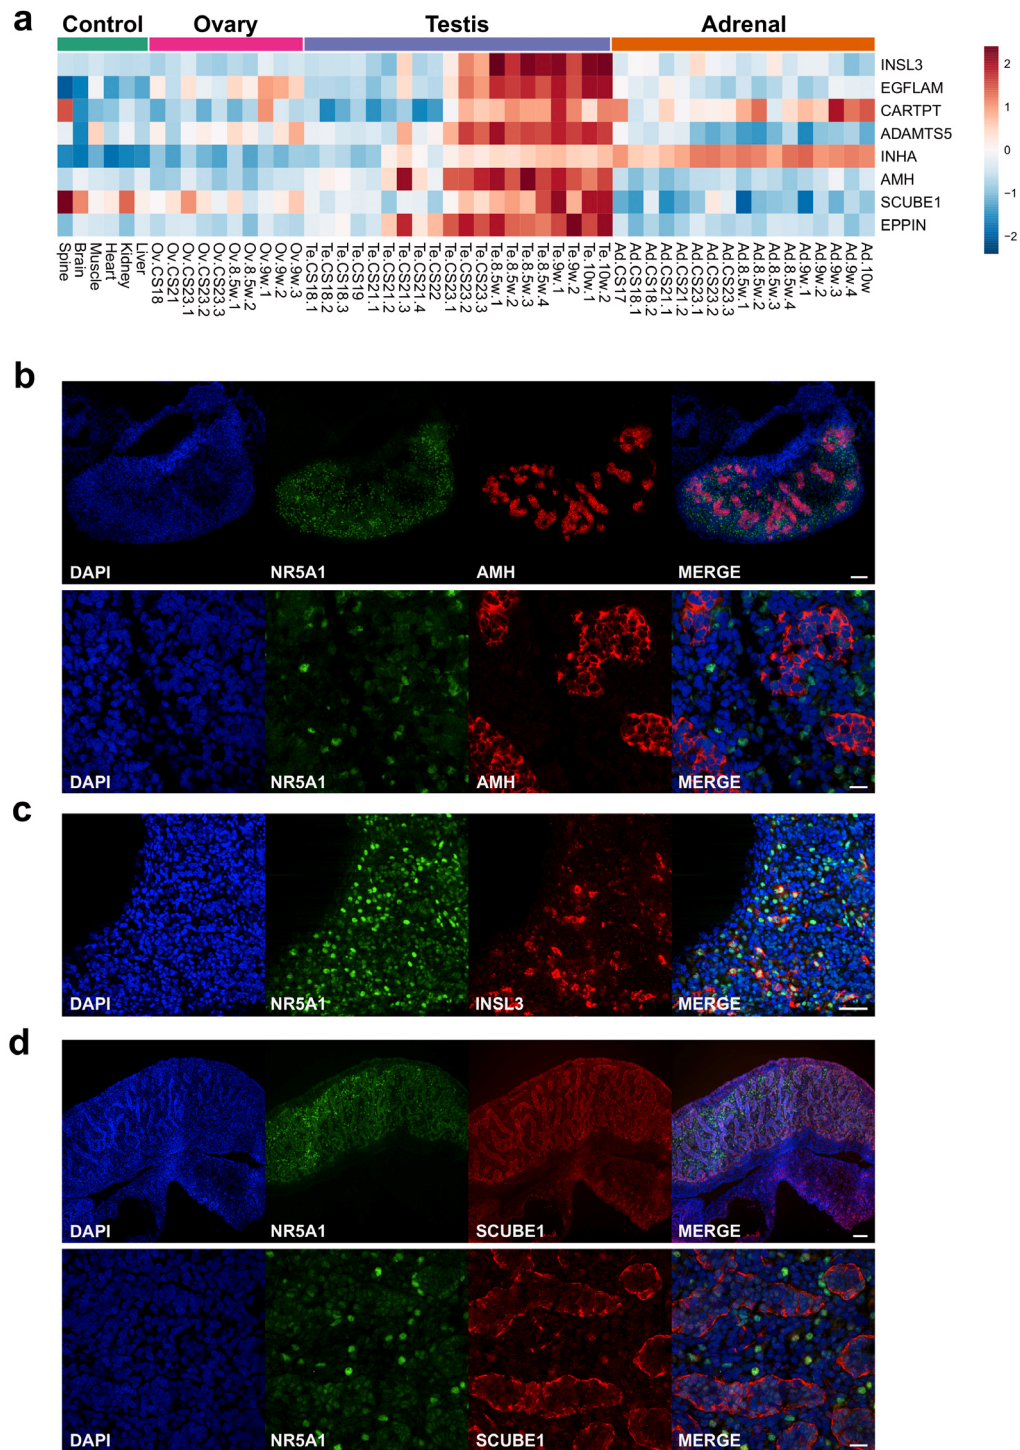 a
Control Ovary Testis Adrenal
INSL3
EGFLAM
CARTPT
ADAMTS5
INHA
AMH
SCUBE1
EPPIN
2
1
0
−1
−2
Spine
Brain
Muscle
Heart
Kidney
Liver
Ov.CS18
Ov.CS21
Ov.CS23.1
Ov.CS23.2
Ov.8.5w.1
Ov.8.5w.2
Ov.9w.1
Ov.9w.2
Ov.9w.3
Te.CS18.1
Te.CS18.2
Te.CS18.3
Te.CS19
Te.CS21.1
Te.CS21.2
Te.CS21.3
Te.CS21.4
Te.CS22
Te.CS23.1
Te.CS23.2
Te.CS23.3
Te.8.5w.1
Te.8.5w.2
Te.8.5w.3
Te.8.5w.4
Te.9w.1
Te.9w.2
Te.10w.1
Te.10w.2
Ad.CS17
Ad.CS18.1
Ad.CS18.2
Ad.CS21.1
Ad.CS21.2
Ad.CS23.1
Ad.CS23.2
Ad.CS23.3
Ad.8.5w.1
Ad.8.5w.2
Ad.8.5w.3
Ad.8.5w.4
Ad.9w.1
Ad.9w.2
Ad.9w.3
Ad.9w.4
Ad.10w
b
DAPI NR5A1 AMH MERGE
DAPI NR5A1 AMH MERGE
c
DAPI NR5A1 INSL3 MERGE
d
DAPI NR5A1 SCUBE1 MERGE
DAPI NR5A1 SCUBE1 MERGE